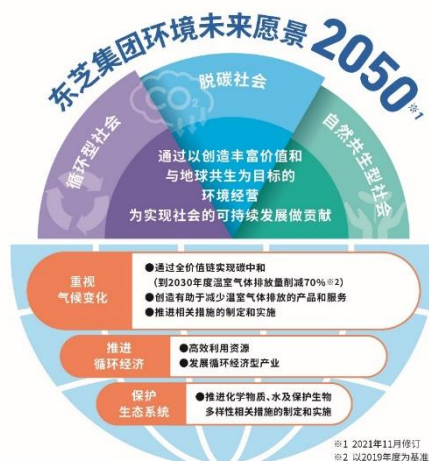 东芝集团环境未来愿景2050※1
循环型社会
CO2
脱碳社会
自然共生型社会
通过以创造丰富价值和
与地球共生为目标的
环境经营
为实现社会的可持续发展做贡献
重视
气候变化
●通过全价值链实现碳中和
（到2030年度温室气体排放量削减70%※2）
●创造有助于减少温室气体排放的产品和服务
●推进相关措施的制定和实施
推进
循环经济
●高效利用资源
●发展循环经济型产业
保护
生态系统
●推进化学物质、水及保护生物
多样性相关措施的制定和实施
※1 2021年11月修订
※2 以2019年度为基准